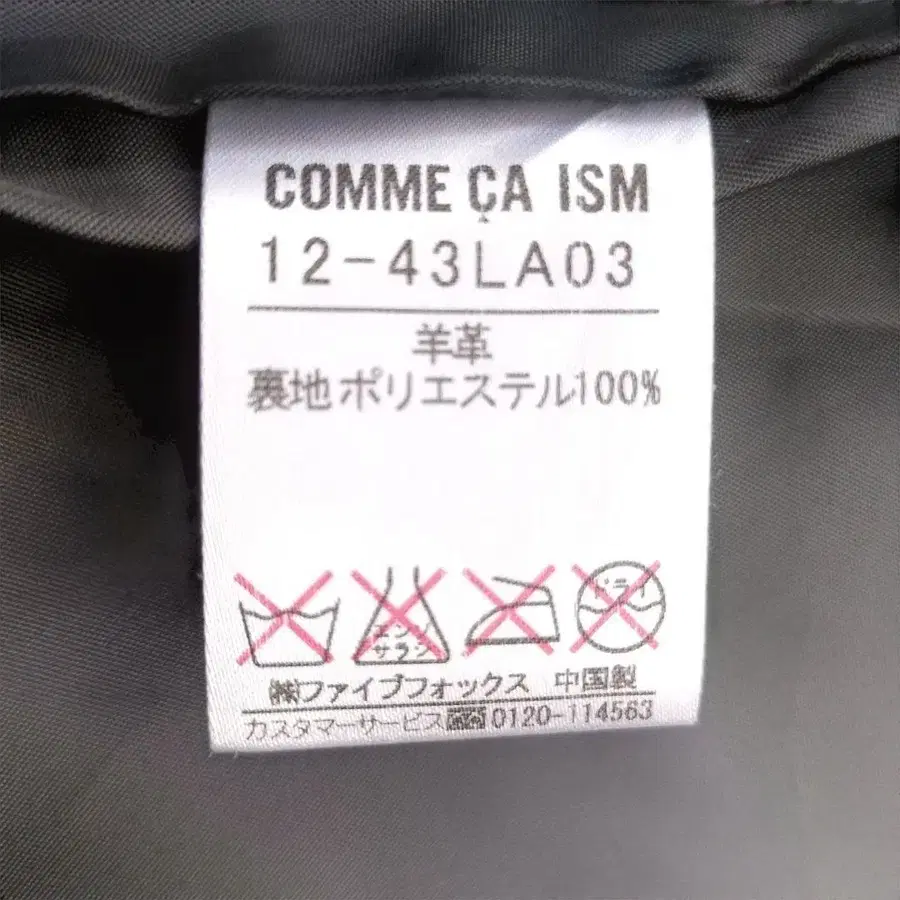 COMME ÇA ISM
12-43LA03
羊革
裏地 ポリエステル100%
エンソ
サラシ
ドライ
㈱ファイブフォックス 中国製
カスタマーサービス 0120-114563